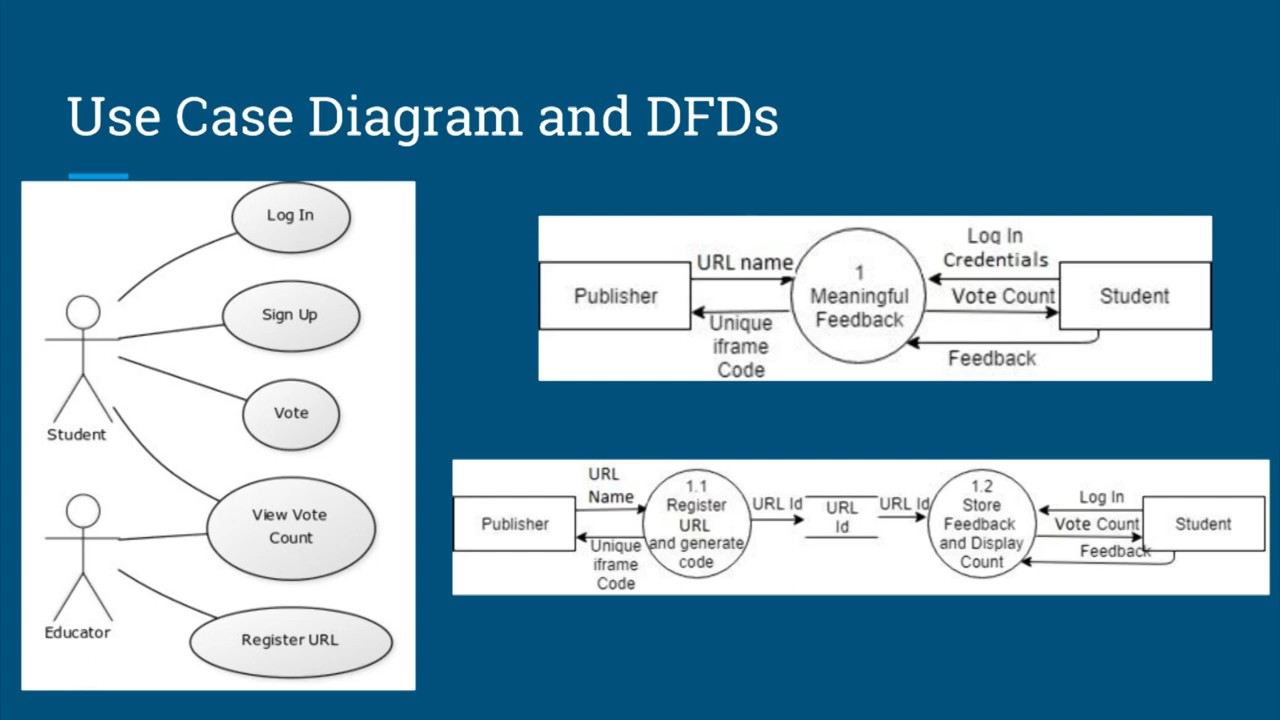 Use Case Diagram and DFDs
Log In
Sign Up
Vote
Student
View Vote
Count
Educator
Register URL
Publisher
URL name
Unique
iframe
Code
1
Meaningful
Feedback
Log In
Credentials
Vote Count
Feedback
Student
Publisher
URL
Name
Unique
iframe
Code
1.1
Register
URL
and generate
code
URL Id
URL
Id
URL Id
1.2
Store
Feedback
and Display
Count
Log In
Vote Count
Feedback
Student